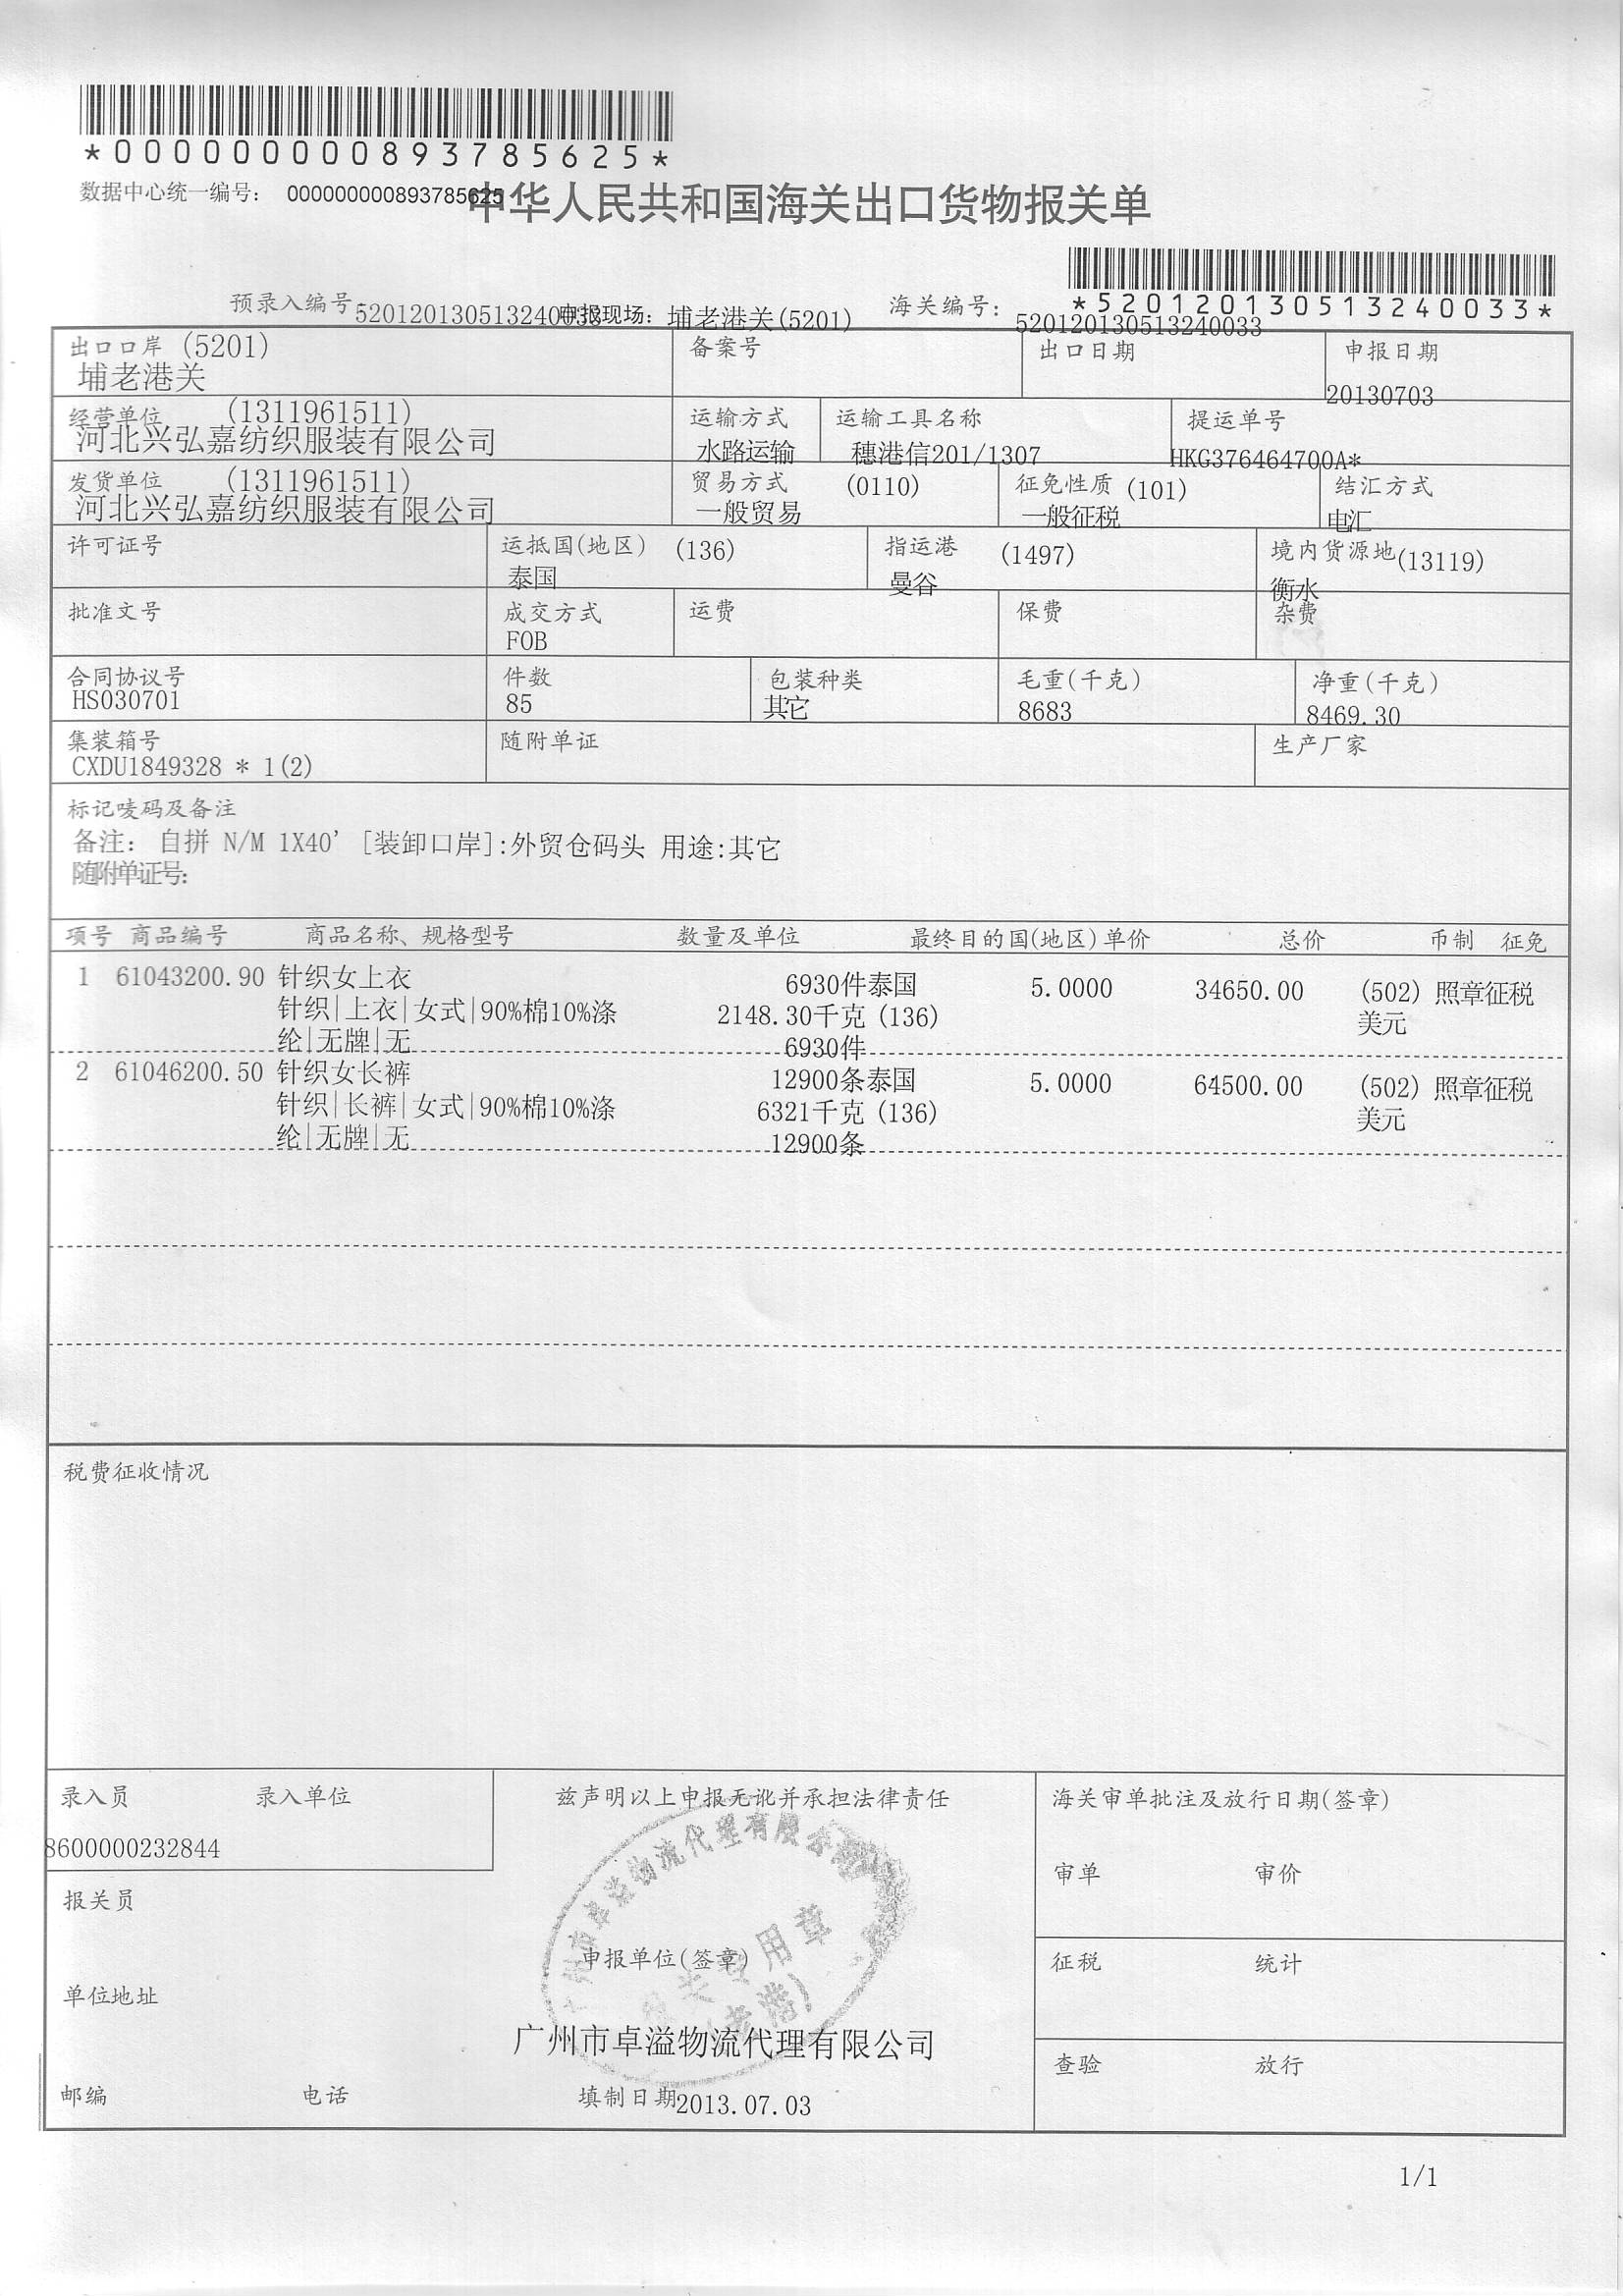 *000000000893785625*
数据中心统一编号: 000000000893785625
中华人民共和国海关出口货物报关单
预录入编号: 520120130513240033 申报现场: 埔老港关(5201) 海关编号: 520120130513240033
*520120130513240033*
出口口岸 (5201) 备案号 出口日期 申报日期
埔老港关 20130703
经营单位 (1311961511) 运输方式 运输工具名称 提运单号
河北兴弘嘉纺织服装有限公司 水路运输 穗港信201/1307 HKG376464700A*
发货单位 (1311961511) 贸易方式 (0110) 征免性质 (101) 结汇方式
河北兴弘嘉纺织服装有限公司 一般贸易 一般征税 电汇
许可证号 运抵国(地区) (136) 指运港 (1497) 境内货源地(13119)
泰国 曼谷 衡水
批准文号 成交方式 运费 保费 杂费
FOB
合同协议号 件数 包装种类 毛重(千克) 净重(千克)
HS030701 85 其它 8683 8469.30
集装箱号 随附单证 生产厂家
CXDU1849328 * 1(2)
标记唛码及备注
备注: 自拼 N/M 1X40' [装卸口岸]:外贸仓码头 用途:其它
随附单证号:
项号 商品编号 商品名称、规格型号 数量及单位 最终目的国(地区) 单价 总价 币制 征免
1 61043200.90 针织女上衣 6930件泰国 5.0000 34650.00 (502) 照章征税
针织|上衣|女式|90%棉10%涤 2148.30千克 (136) 美元
纶|无牌|无 6930件
2 61046200.50 针织女长裤 12900条泰国 5.0000 64500.00 (502) 照章征税
针织|长裤|女式|90%棉10%涤 6321千克 (136) 美元
纶|无牌|无 12900条
税费征收情况
录入员 录入单位 兹声明以上申报无讹并承担法律责任 海关审单批注及放行日期(签章)
8600000232844
审单 审价
报关员
申报单位(签章)
征税 统计
单位地址
广州市卓溢物流代理有限公司
查验 放行
邮编 电话 填制日期2013.07.03
1/1